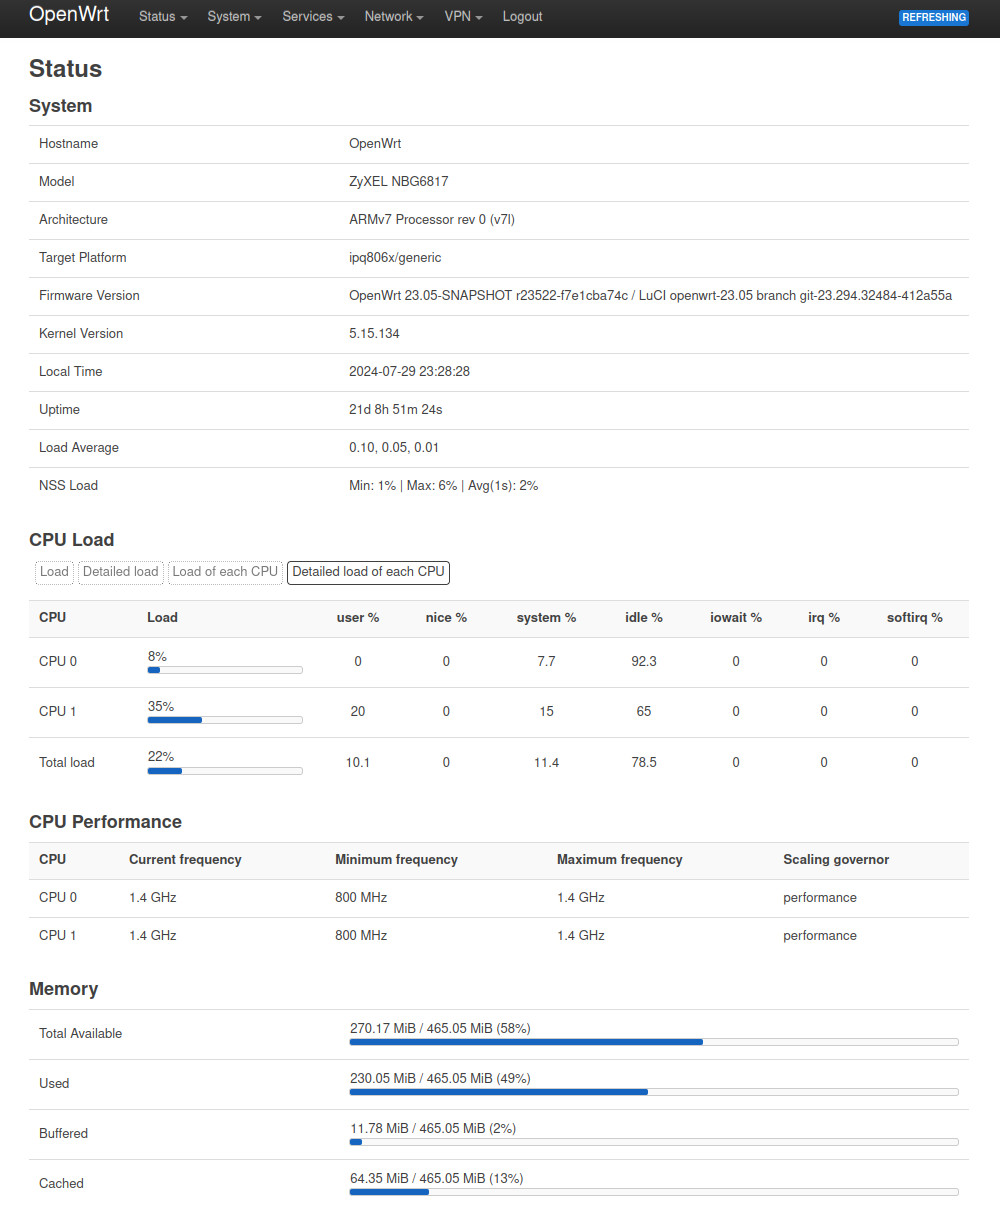 OpenWrt Status System Services Network VPN Logout REFRESHING
Status
System
Hostname OpenWrt
Model ZyXEL NBG6817
Architecture ARMv7 Processor rev 0 (v7l)
Target Platform ipq806x/generic
Firmware Version OpenWrt 23.05-SNAPSHOT r23522-f7e1cba74c / LuCI openwrt-23.05 branch git-23.294.32484-412a55a
Kernel Version 5.15.134
Local Time 2024-07-29 23:28:28
Uptime 21d 8h 51m 24s
Load Average 0.10, 0.05, 0.01
NSS Load Min: 1% | Max: 6% | Avg(1s): 2%
CPU Load
Load Detailed load Load of each CPU Detailed load of each CPU
CPU Load user % nice % system % idle % iowait % irq % softirq %
CPU 0 8% 0 0 7.7 92.3 0 0 0
CPU 1 35% 20 0 15 65 0 0 0
Total load 22% 10.1 0 11.4 78.5 0 0 0
CPU Performance
CPU Current frequency Minimum frequency Maximum frequency Scaling governor
CPU 0 1.4 GHz 800 MHz 1.4 GHz performance
CPU 1 1.4 GHz 800 MHz 1.4 GHz performance
Memory
Total Available 270.17 MiB / 465.05 MiB (58%)
Used 230.05 MiB / 465.05 MiB (49%)
Buffered 11.78 MiB / 465.05 MiB (2%)
Cached 64.35 MiB / 465.05 MiB (13%)